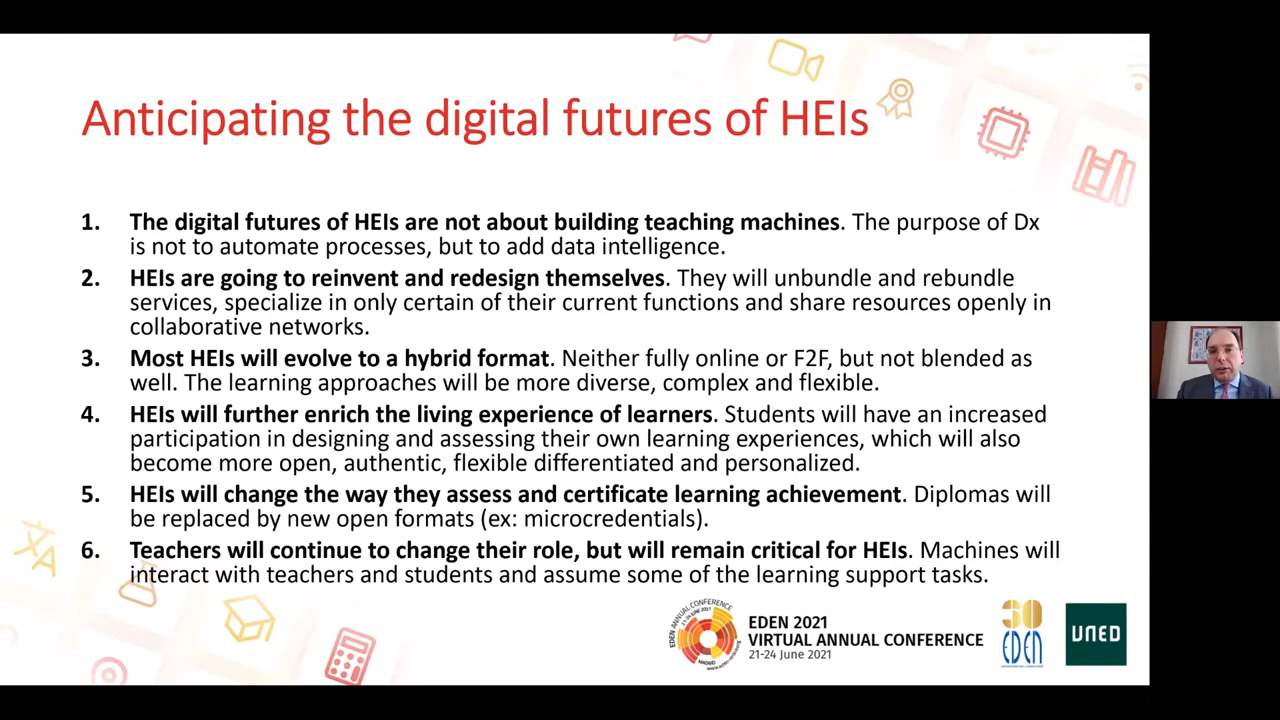 Anticipating the digital futures of HEIs
1. The digital futures of HEIs are not about building teaching machines. The purpose of Dx
is not to automate processes, but to add data intelligence.
2. HEIs are going to reinvent and redesign themselves. They will unbundle and rebundle
services, specialize in only certain of their current functions and share resources openly in
collaborative networks.
3. Most HEIs will evolve to a hybrid format. Neither fully online or F2F, but not blended as
well. The learning approaches will be more diverse, complex and flexible.
4. HEIs will further enrich the living experience of learners. Students will have an increased
participation in designing and assessing their own learning experiences, which will also
become more open, authentic, flexible differentiated and personalized.
5. HEIs will change the way they assess and certificate learning achievement. Diplomas will
be replaced by new open formats (ex: microcredentials).
6. Teachers will continue to change their role, but will remain critical for HEIs. Machines will
interact with teachers and students and assume some of the learning support tasks.
EDEN ANNUAL CONFERENCE
21-24 JUNE 2021
MADRID
EDEN 2021
VIRTUAL ANNUAL CONFERENCE
21-24 June 2021
30
EDEN
UNED